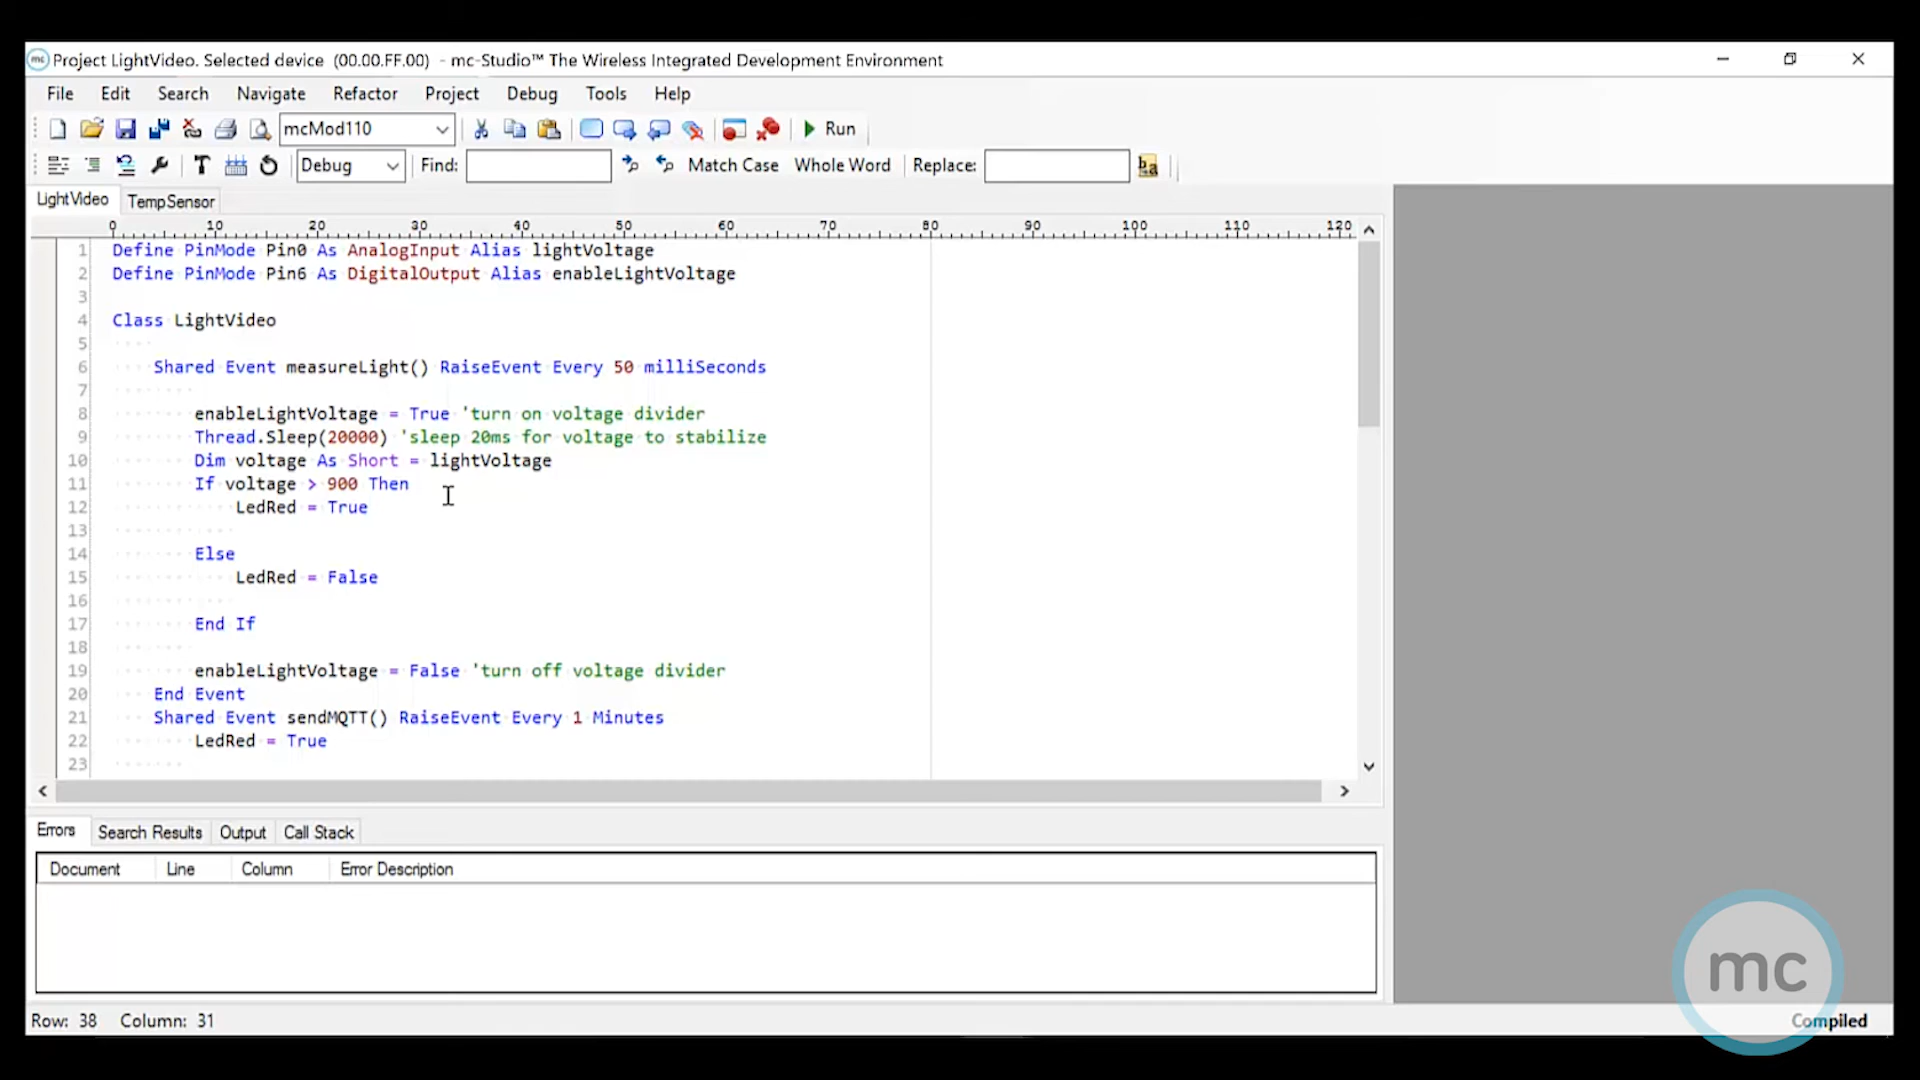 mc Project LightVideo. Selected device (00.00.FF.00) - mc-Studio™ The Wireless Integrated Development Environment
File Edit Search Navigate Refactor Project Debug Tools Help
mcMod110 Run
Debug Find: Match Case Whole Word Replace: ba
LightVideo TempSensor
0 10 20 30 40 50 60 70 80 90 100 110 120
1 Define PinMode Pin0 As AnalogInput Alias lightVoltage
2 Define PinMode Pin6 As DigitalOutput Alias enableLightVoltage
3
4 Class LightVideo
5
6 Shared Event measureLight() RaiseEvent Every 50 milliSeconds
7
8 enableLightVoltage = True 'turn on voltage divider
9 Thread.Sleep(20000) 'sleep 20ms for voltage to stabilize
10 Dim voltage As Short = lightVoltage
11 If voltage > 900 Then
12 LedRed = True
13
14 Else
15 LedRed = False
16
17 End If
18
19 enableLightVoltage = False 'turn off voltage divider
20 End Event
21 Shared Event sendMQTT() RaiseEvent Every 1 Minutes
22 LedRed = True
23
Errors Search Results Output Call Stack
Document Line Column Error Description
mc
Row: 38 Column: 31 Compiled